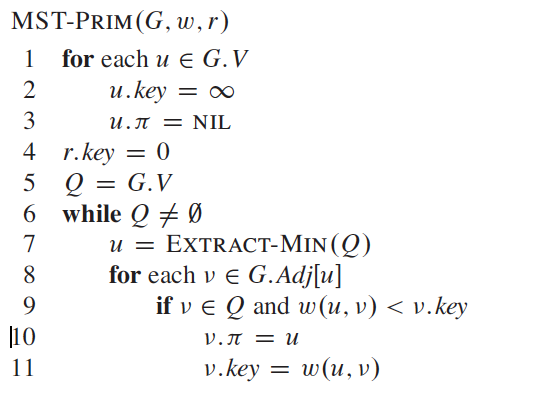 MST-PRIM(G, w, r)
1 for each u ∈ G.V
2 u.key = ∞
3 u.π = NIL
4 r.key = 0
5 Q = G.V
6 while Q ≠ ∅
7 u = EXTRACT-MIN(Q)
8 for each v ∈ G.Adj[u]
9 if v ∈ Q and w(u, v) < v.key
10 v.π = u
11 v.key = w(u, v)